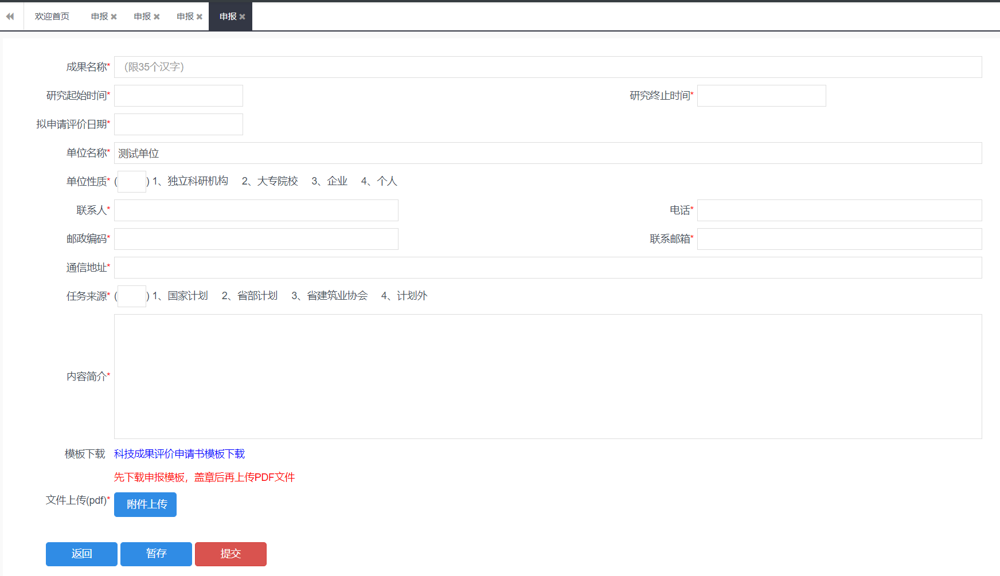 欢迎首页 申报 申报 申报 申报
成果名称* （限35个汉字）
研究起始时间* 研究终止时间*
拟申请评价日期*
单位名称* 测试单位
单位性质* ( ) 1、独立科研机构 2、大专院校 3、企业 4、个人
联系人* 电话*
邮政编码* 联系邮箱*
通信地址*
任务来源* ( ) 1、国家计划 2、省部计划 3、省建筑业协会 4、计划外
内容简介*
模板下载 科技成果评价申请书模板下载
先下载申报模板，盖章后再上传PDF文件
文件上传(pdf)* 附件上传
返回 暂存 提交